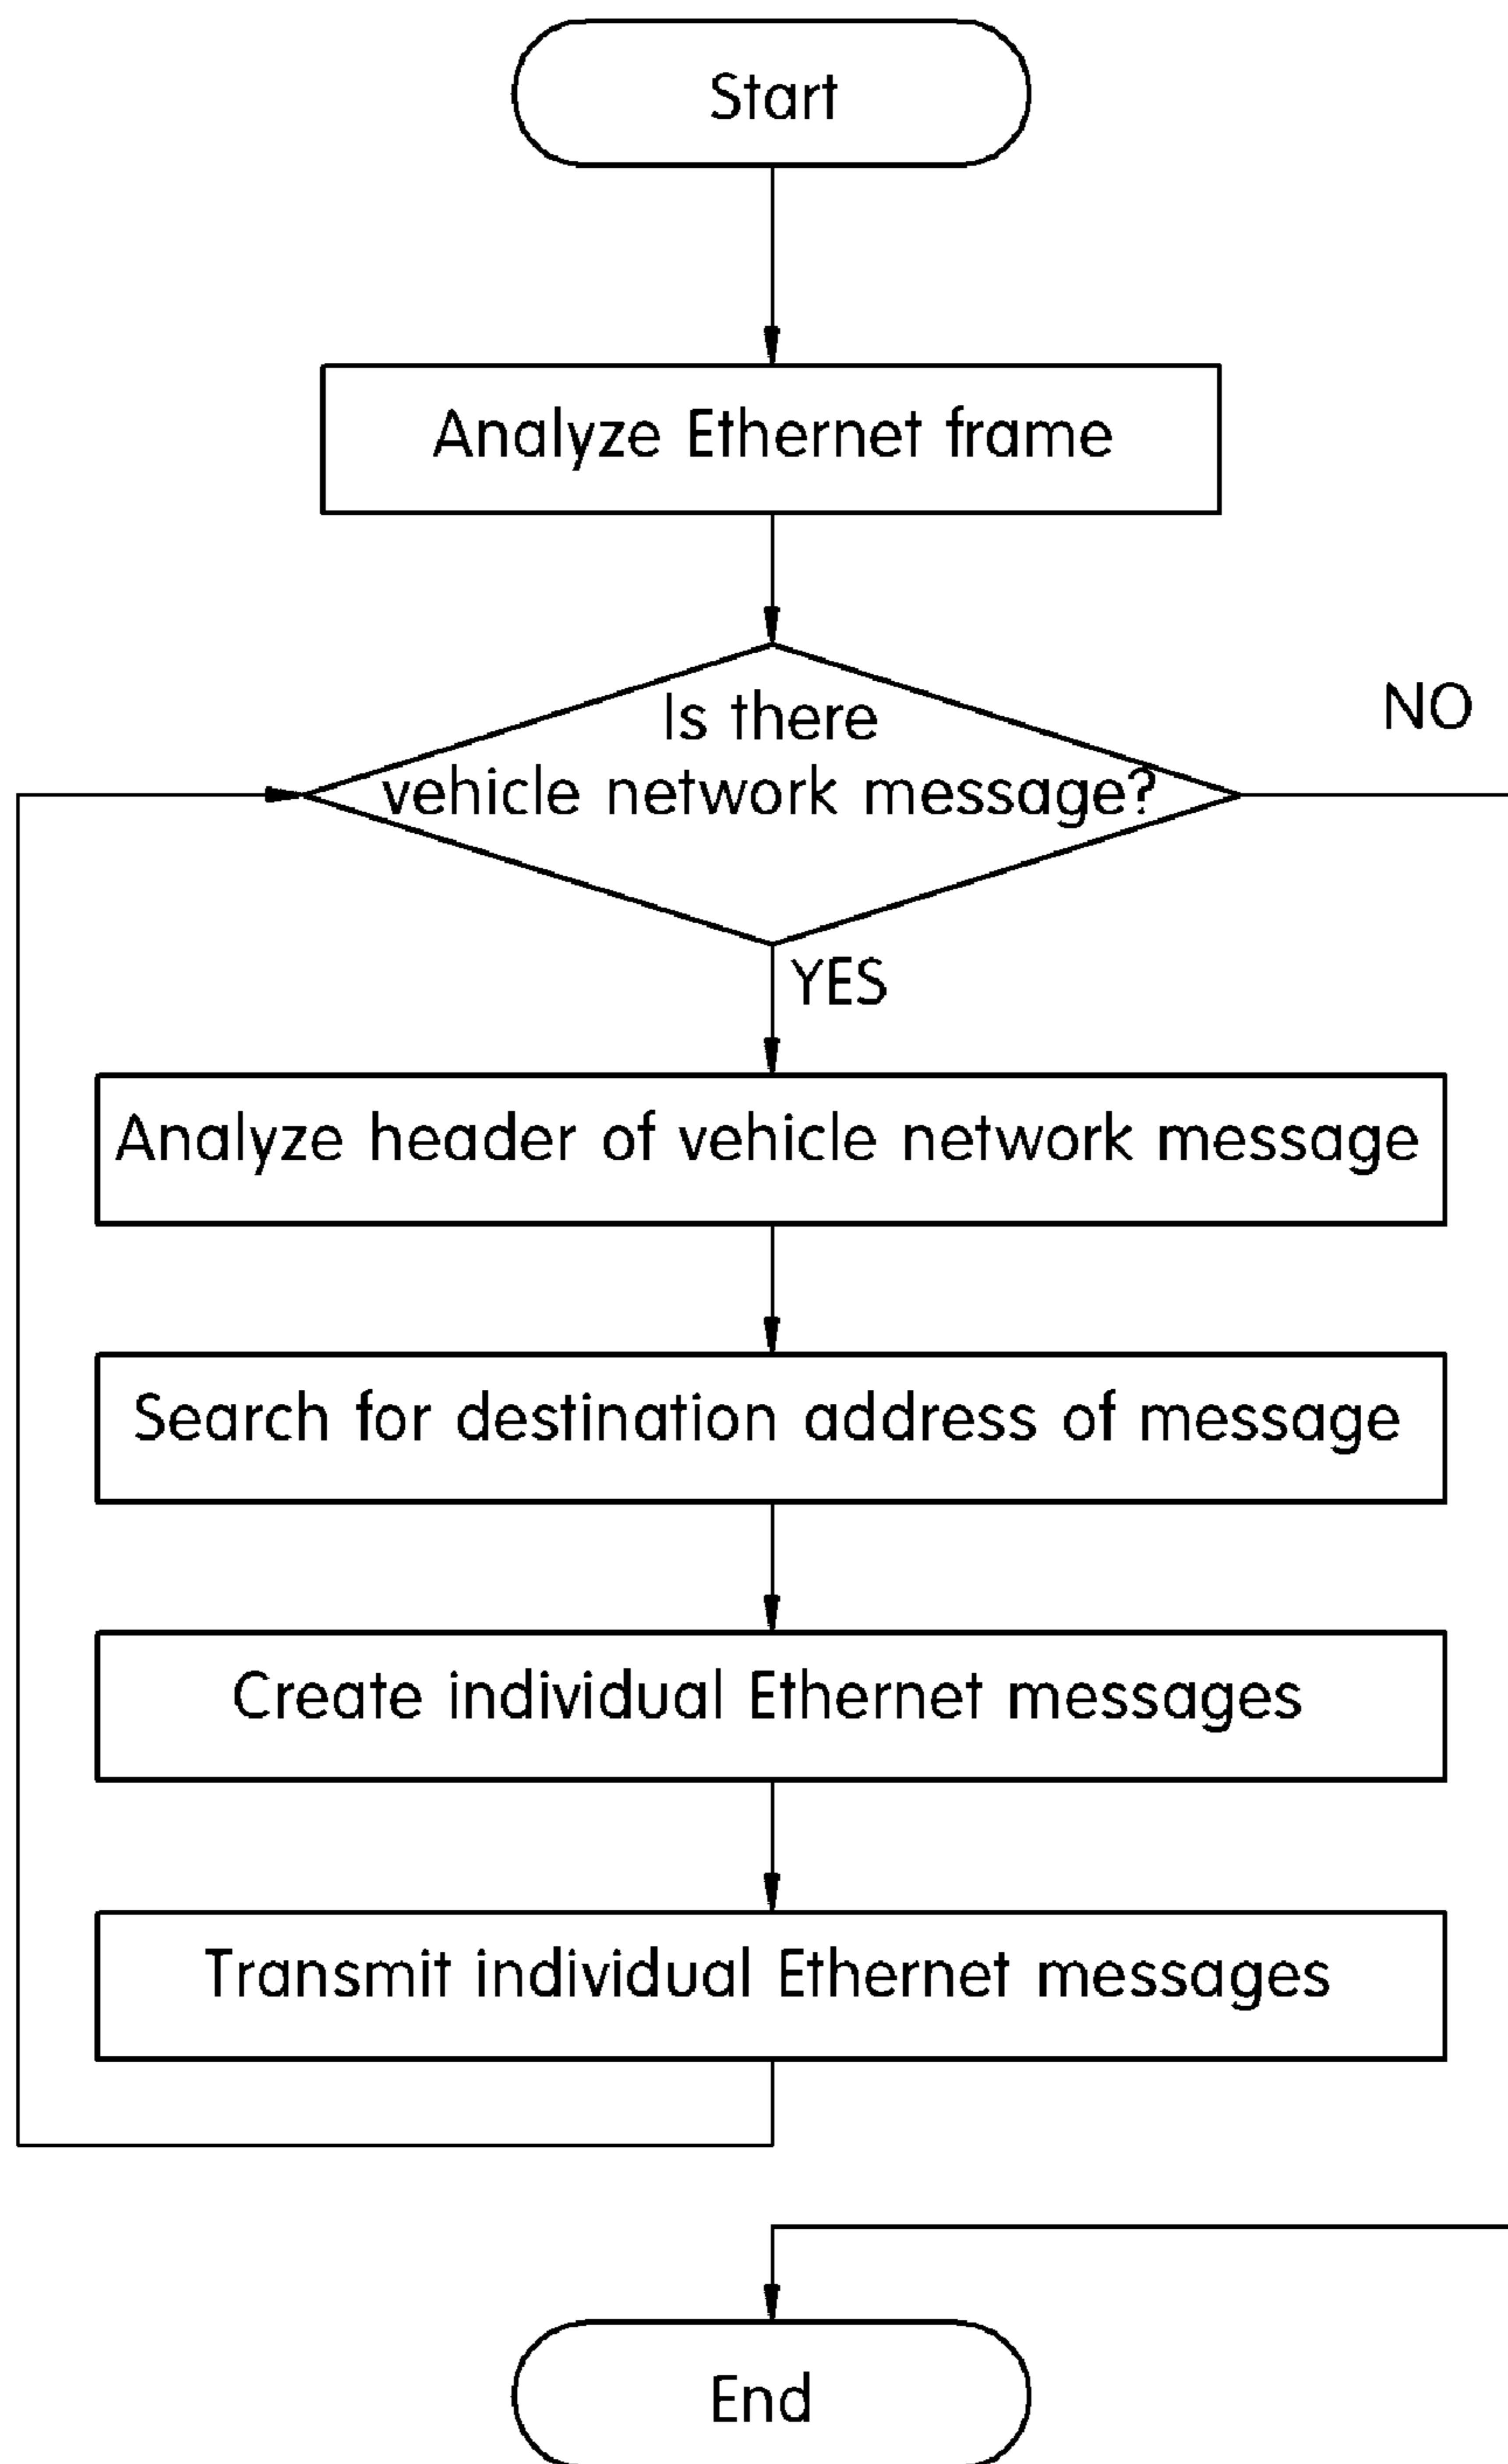 Start
Analyze Ethernet frame
Is there
vehicle network message?
NO
YES
Analyze header of vehicle network message
Search for destination address of message
Create individual Ethernet messages
Transmit individual Ethernet messages
End